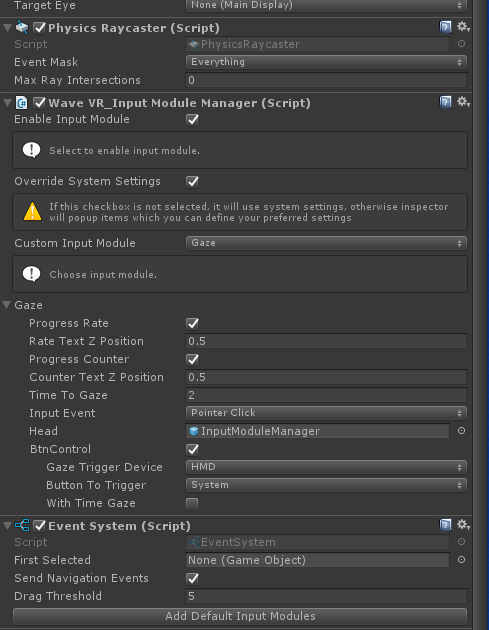 Target Eye None (Main Display)
Physics Raycaster (Script)
Script PhysicsRaycaster
Event Mask Everything
Max Ray Intersections 0
Wave VR_Input Module Manager (Script)
Enable Input Module
Select to enable input module.
Override System Settings
If this checkbox is not selected, it will use system settings, otherwise inspector
will popup items which you can define your preferred settings
Custom Input Module Gaze
Choose input module.
Gaze
Progress Rate
Rate Text Z Position 0.5
Progress Counter
Counter Text Z Position 0.5
Time To Gaze 2
Input Event Pointer Click
Head InputModuleManager
BtnControl
Gaze Trigger Device HMD
Button To Trigger System
With Time Gaze
Event System (Script)
Script EventSystem
First Selected None (Game Object)
Send Navigation Events
Drag Threshold 5
Add Default Input Modules